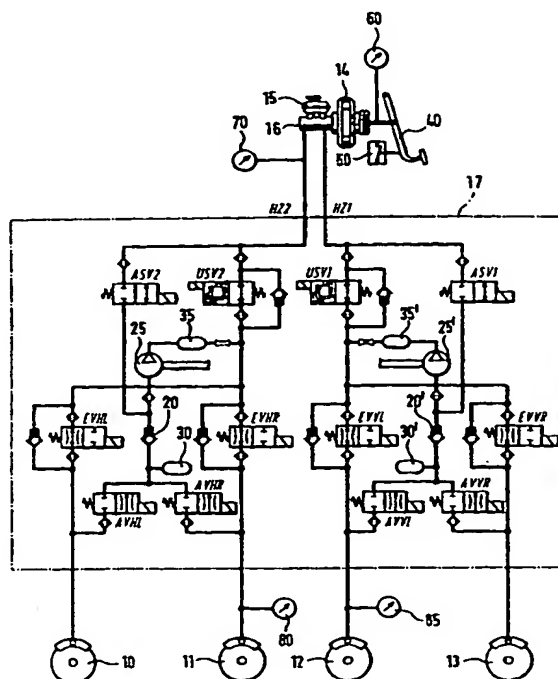 60
14
15
16
40
70
50
17
HZ2 HZ1
ASV2 USV2 USV1 ASV1
35 35'
25 25'
EVHL 20 EVHR EVVL 20' EVVR
30 30'
AVHL AVHR AVVL AVVR
80 85
10 11 12 13